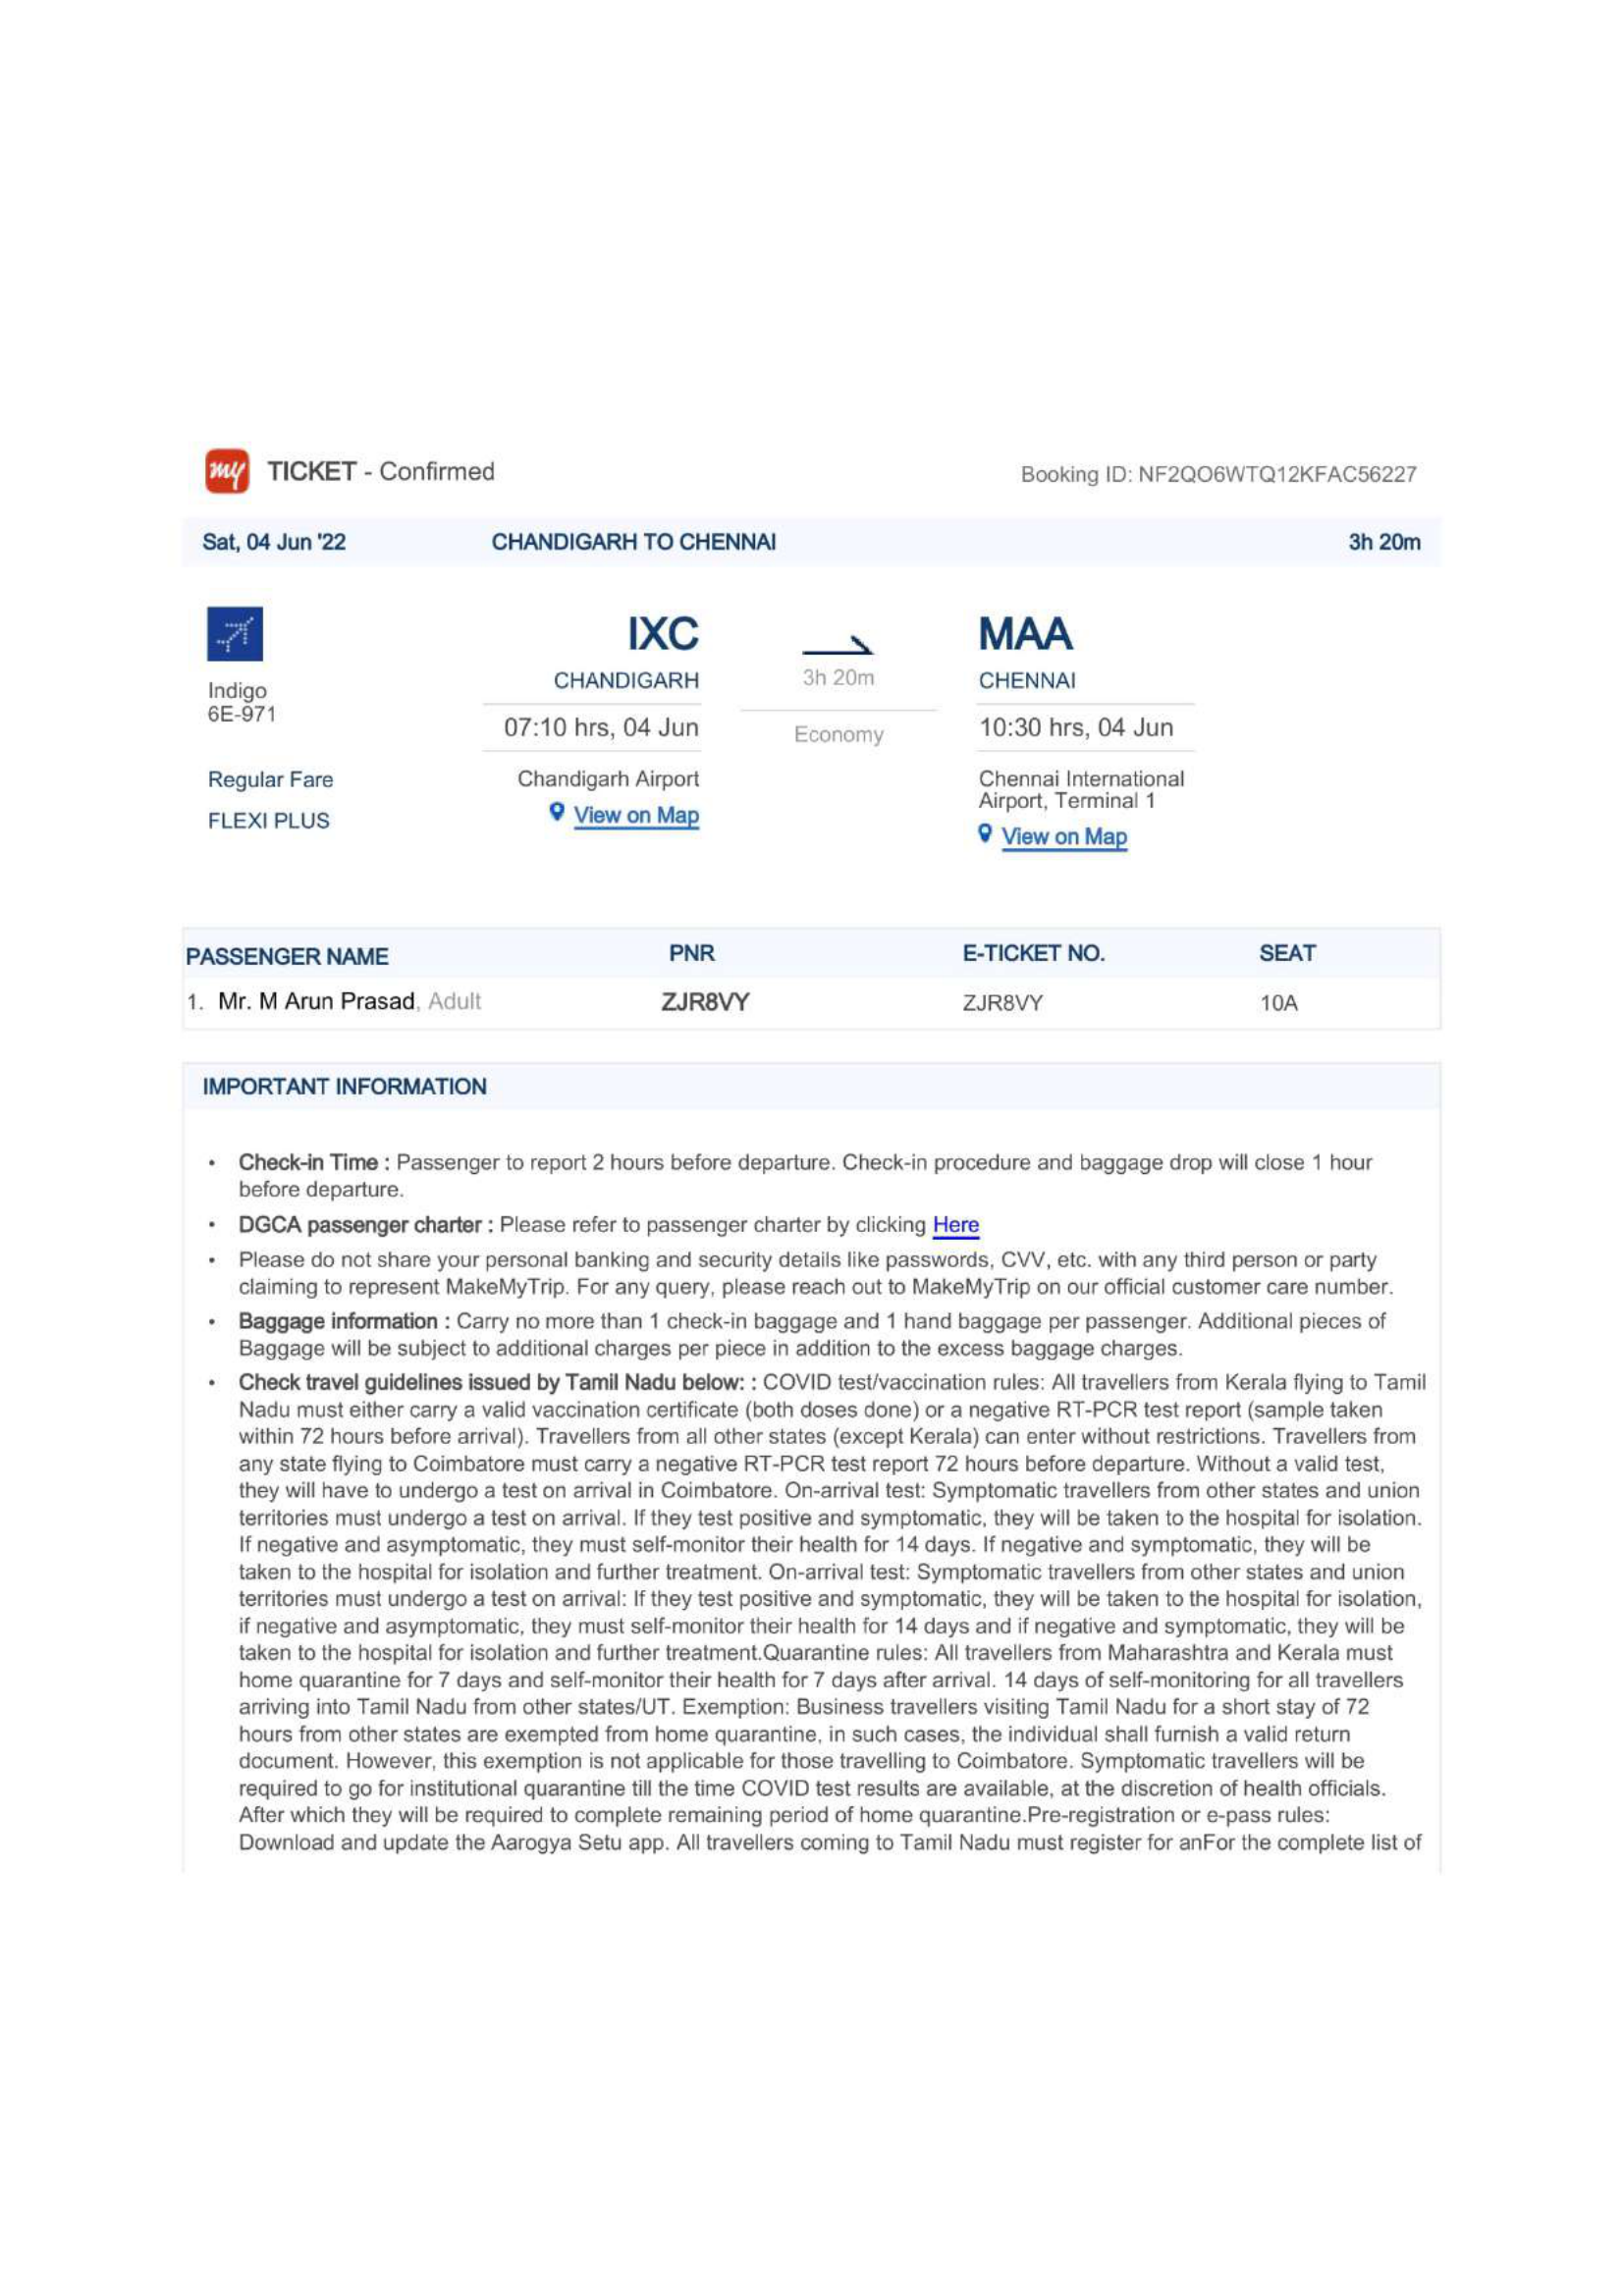 my TICKET - Confirmed
Booking ID: NF2QO6WTQ12KFAC56227
Sat, 04 Jun '22 CHANDIGARH TO CHENNAI 3h 20m
IXC MAA
CHANDIGARH 3h 20m CHENNAI
Indigo
6E-971
07:10 hrs, 04 Jun Economy 10:30 hrs, 04 Jun
Regular Fare Chandigarh Airport Chennai International
Airport, Terminal 1
FLEXI PLUS View on Map
View on Map
PASSENGER NAME PNR E-TICKET NO. SEAT
1. Mr. M Arun Prasad, Adult ZJR8VY ZJR8VY 10A
IMPORTANT INFORMATION
• Check-in Time : Passenger to report 2 hours before departure. Check-in procedure and baggage drop will close 1 hour
before departure.
• DGCA passenger charter : Please refer to passenger charter by clicking Here
• Please do not share your personal banking and security details like passwords, CVV, etc. with any third person or party
claiming to represent MakeMyTrip. For any query, please reach out to MakeMyTrip on our official customer care number.
• Baggage information : Carry no more than 1 check-in baggage and 1 hand baggage per passenger. Additional pieces of
Baggage will be subject to additional charges per piece in addition to the excess baggage charges.
• Check travel guidelines issued by Tamil Nadu below: : COVID test/vaccination rules: All travellers from Kerala flying to Tamil
Nadu must either carry a valid vaccination certificate (both doses done) or a negative RT-PCR test report (sample taken
within 72 hours before arrival). Travellers from all other states (except Kerala) can enter without restrictions. Travellers from
any state flying to Coimbatore must carry a negative RT-PCR test report 72 hours before departure. Without a valid test,
they will have to undergo a test on arrival in Coimbatore. On-arrival test: Symptomatic travellers from other states and union
territories must undergo a test on arrival. If they test positive and symptomatic, they will be taken to the hospital for isolation.
If negative and asymptomatic, they must self-monitor their health for 14 days. If negative and symptomatic, they will be
taken to the hospital for isolation and further treatment. On-arrival test: Symptomatic travellers from other states and union
territories must undergo a test on arrival: If they test positive and symptomatic, they will be taken to the hospital for isolation,
if negative and asymptomatic, they must self-monitor their health for 14 days and if negative and symptomatic, they will be
taken to the hospital for isolation and further treatment.Quarantine rules: All travellers from Maharashtra and Kerala must
home quarantine for 7 days and self-monitor their health for 7 days after arrival. 14 days of self-monitoring for all travellers
arriving into Tamil Nadu from other states/UT. Exemption: Business travellers visiting Tamil Nadu for a short stay of 72
hours from other states are exempted from home quarantine, in such cases, the individual shall furnish a valid return
document. However, this exemption is not applicable for those travelling to Coimbatore. Symptomatic travellers will be
required to go for institutional quarantine till the time COVID test results are available, at the discretion of health officials.
After which they will be required to complete remaining period of home quarantine.Pre-registration or e-pass rules:
Download and update the Aarogya Setu app. All travellers coming to Tamil Nadu must register for anFor the complete list of